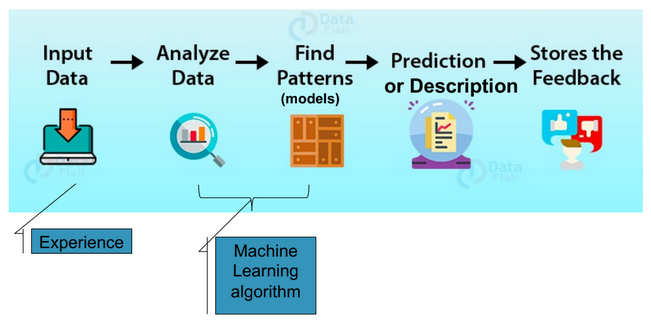 Data
Flair
Input
Data
Analyze
Data
Find
Patterns
(models)
Prediction
or Description
Stores the
Feedback
Data
Flair
Data
Flair
Experience
Machine
Learning
algorithm